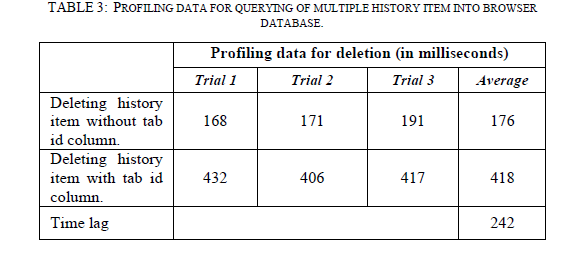 TABLE 3: PROFILING DATA FOR QUERYING OF MULTIPLE HISTORY ITEM INTO BROWSER
DATABASE.
Profiling data for deletion (in milliseconds)
Trial 1 Trial 2 Trial 3 Average
Deleting history
item without tab
id column.
168 171 191 176
Deleting history
item with tab id
column.
432 406 417 418
Time lag 242